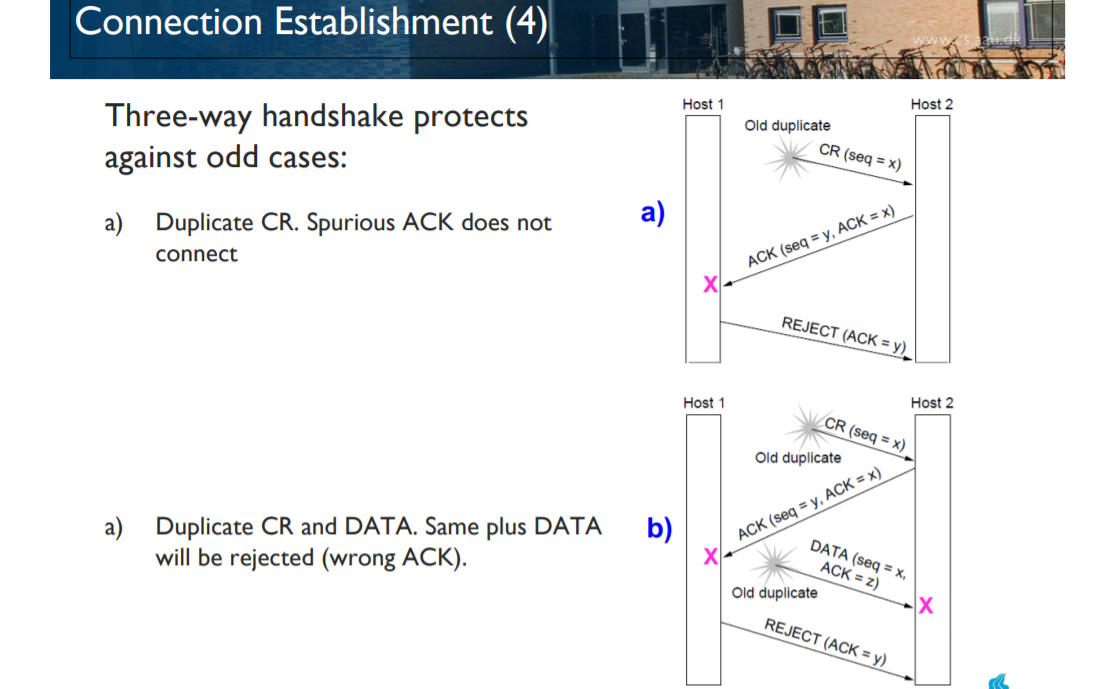 Connection Establishment (4)
www.cs.aau.dk
Three-way handshake protects
against odd cases:
a) Duplicate CR. Spurious ACK does not
connect
a)
Host 1
Host 2
Old duplicate
CR (seq = x)
ACK (seq = y, ACK = x)
X
REJECT (ACK = y)
a) Duplicate CR and DATA. Same plus DATA
will be rejected (wrong ACK).
b)
Host 1
Host 2
CR (seq = x)
Old duplicate
ACK (seq = y, ACK = x)
X
DATA (seq = x,
ACK = z)
Old duplicate
X
REJECT (ACK = y)